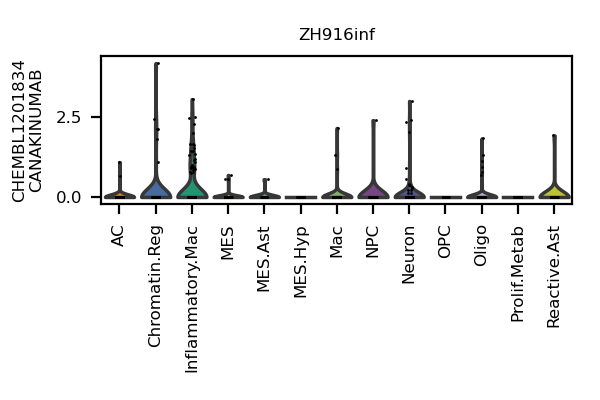 ZH916inf
CHEMBL1201834
CANAKINUMAB
2.5
0.0
AC
Chromatin.Reg
Inflammatory.Mac
MES
MES.Ast
MES.Hyp
Mac
NPC
Neuron
OPC
Oligo
Prolif.Metab
Reactive.Ast